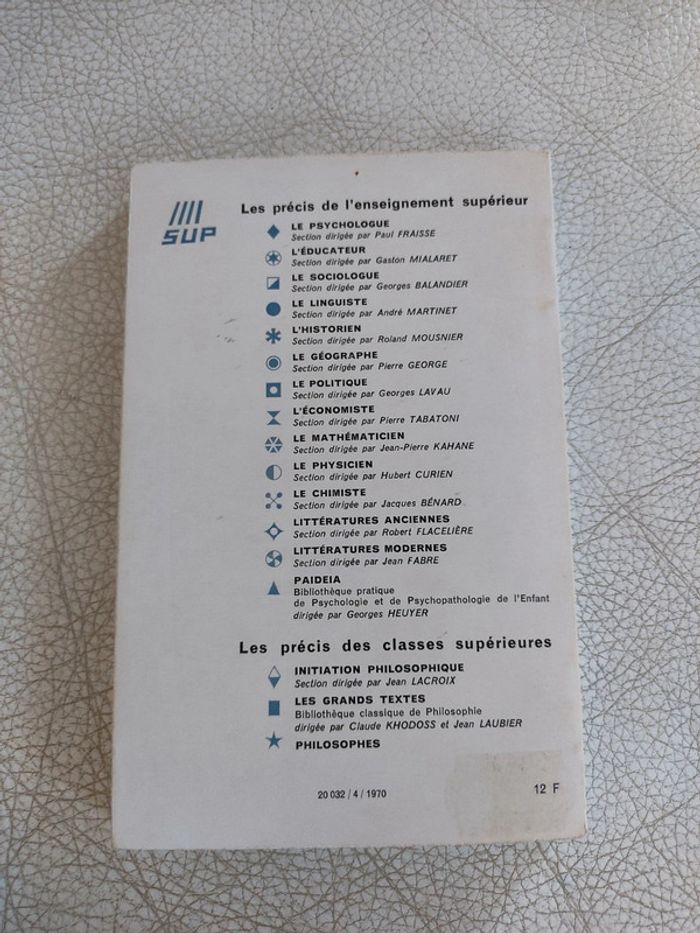 SUP
Les précis de l'enseignement supérieur
LE PSYCHOLOGUE
Section dirigée par Paul FRAISSE
L'ÉDUCATEUR
Section dirigée par Gaston MIALARET
LE SOCIOLOGUE
Section dirigée par Georges BALANDIER
LE LINGUISTE
Section dirigée par André MARTINET
L'HISTORIEN
Section dirigée par Roland MOUSNIER
LE GÉOGRAPHE
Section dirigée par Pierre GEORGE
LE POLITIQUE
Section dirigée par Georges LAVAU
L'ÉCONOMISTE
Section dirigée par Pierre TABATONI
LE MATHÉMATICIEN
Section dirigée par Jean-Pierre KAHANE
LE PHYSICIEN
Section dirigée par Hubert CURIEN
LE CHIMISTE
Section dirigée par Jacques BÉNARD
LITTÉRATURES ANCIENNES
Section dirigée par Robert FLACELIÈRE
LITTÉRATURES MODERNES
Section dirigée par Jean FABRE
PAIDEIA
Bibliothèque pratique
de Psychologie et de Psychopathologie de l'Enfant
dirigée par Georges HEUYER
Les précis des classes supérieures
INITIATION PHILOSOPHIQUE
Section dirigée par Jean LACROIX
LES GRANDS TEXTES
Bibliothèque classique de Philosophie
dirigée par Claude KHODOSS et Jean LAUBIER
PHILOSOPHES
20 032 / 4 / 1970
12 F